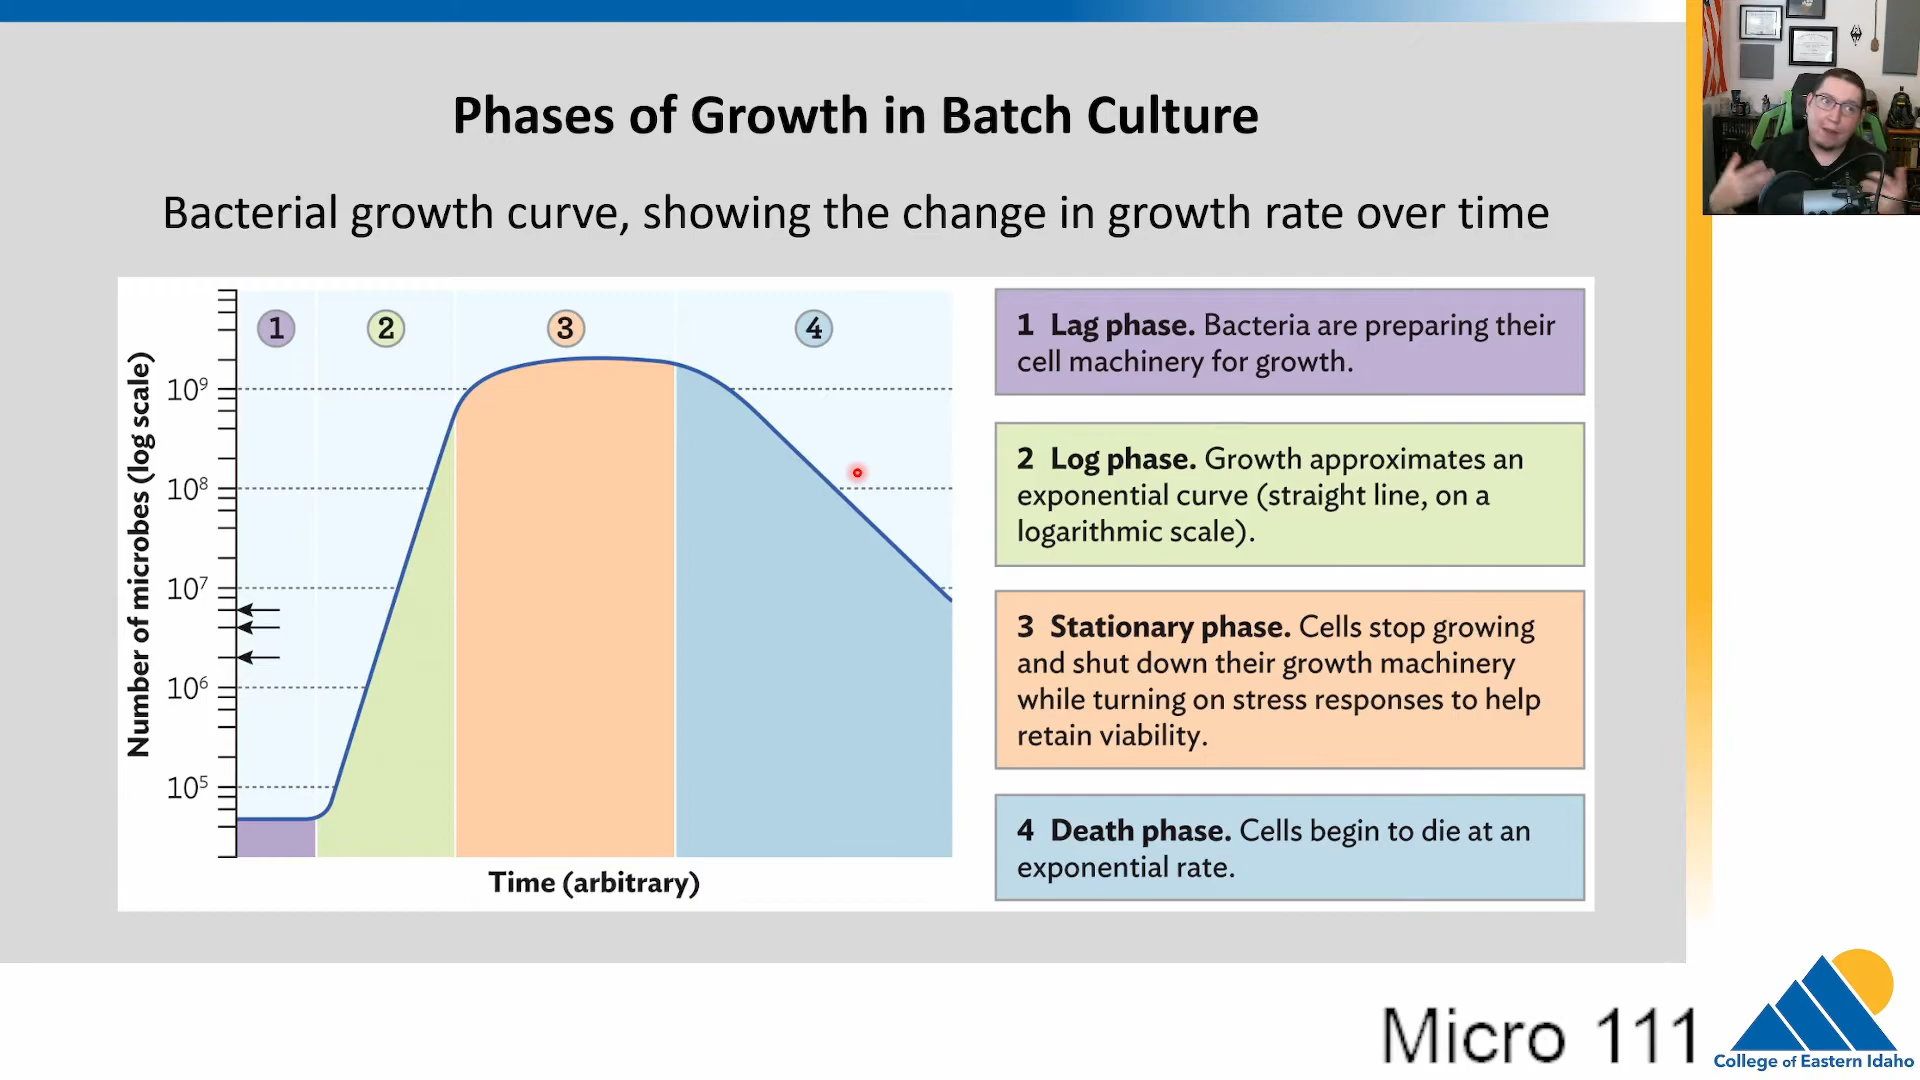 Phases of Growth in Batch Culture
Bacterial growth curve, showing the change in growth rate over time
Number of microbes (log scale)
10⁹
10⁸
10⁷
10⁶
10⁵
1
2
3
4
Time (arbitrary)
1 Lag phase. Bacteria are preparing their
cell machinery for growth.
2 Log phase. Growth approximates an
exponential curve (straight line, on a
logarithmic scale).
3 Stationary phase. Cells stop growing
and shut down their growth machinery
while turning on stress responses to help
retain viability.
4 Death phase. Cells begin to die at an
exponential rate.
Micro 111
College of Eastern Idaho